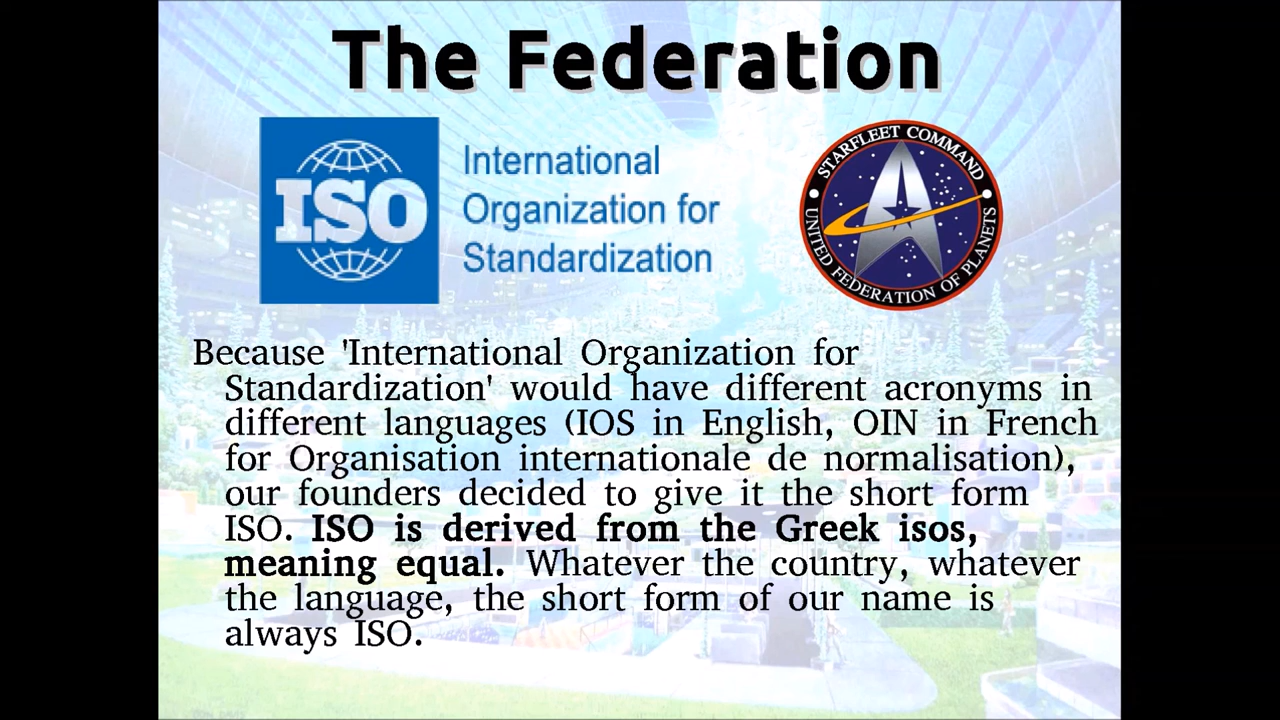 The Federation
ISO
International
Organization for
Standardization
STARFLEET COMMAND
UNITED FEDERATION OF PLANETS
Because 'International Organization for
Standardization' would have different acronyms in
different languages (IOS in English, OIN in French
for Organisation internationale de normalisation),
our founders decided to give it the short form
ISO. ISO is derived from the Greek isos,
meaning equal. Whatever the country, whatever
the language, the short form of our name is
always ISO.